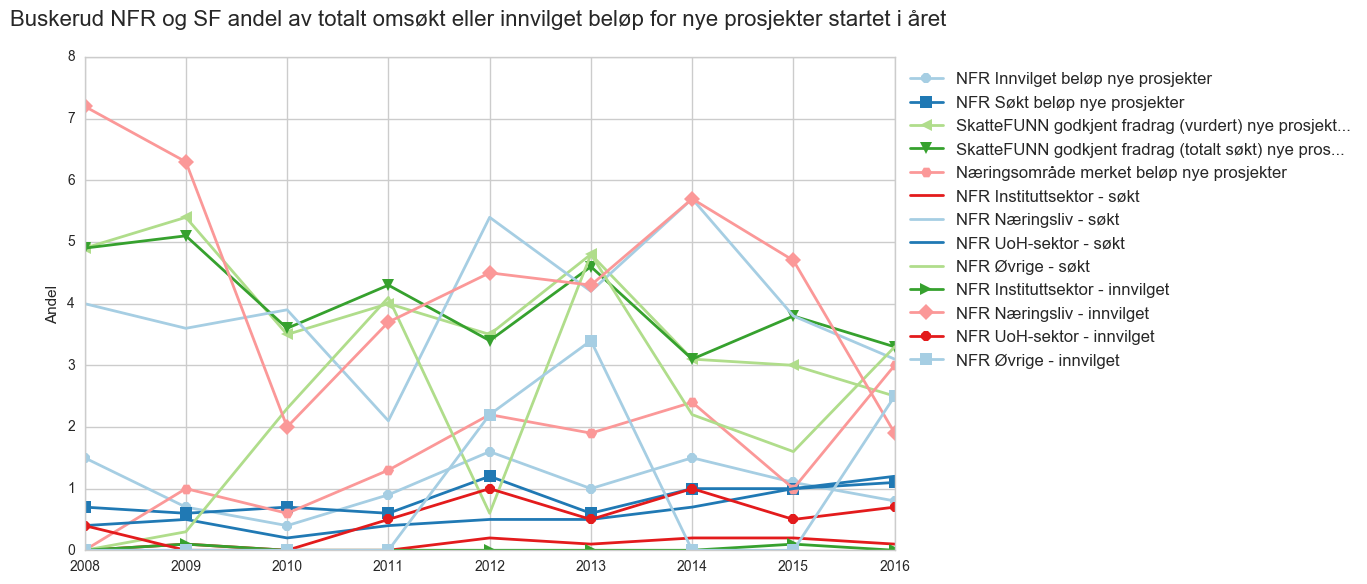 Buskerud NFR og SF andel av totalt omsøkt eller innvilget beløp for nye prosjekter startet i året
8
7
6
5
4
3
2
1
0
Andel
2008 2009 2010 2011 2012 2013 2014 2015 2016
NFR Innvilget beløp nye prosjekter
NFR Søkt beløp nye prosjekter
SkatteFUNN godkjent fradrag (vurdert) nye prosjekt...
SkatteFUNN godkjent fradrag (totalt søkt) nye pros...
Næringsområde merket beløp nye prosjekter
NFR Instituttsektor - søkt
NFR Næringsliv - søkt
NFR UoH-sektor - søkt
NFR Øvrige - søkt
NFR Instituttsektor - innvilget
NFR Næringsliv - innvilget
NFR UoH-sektor - innvilget
NFR Øvrige - innvilget